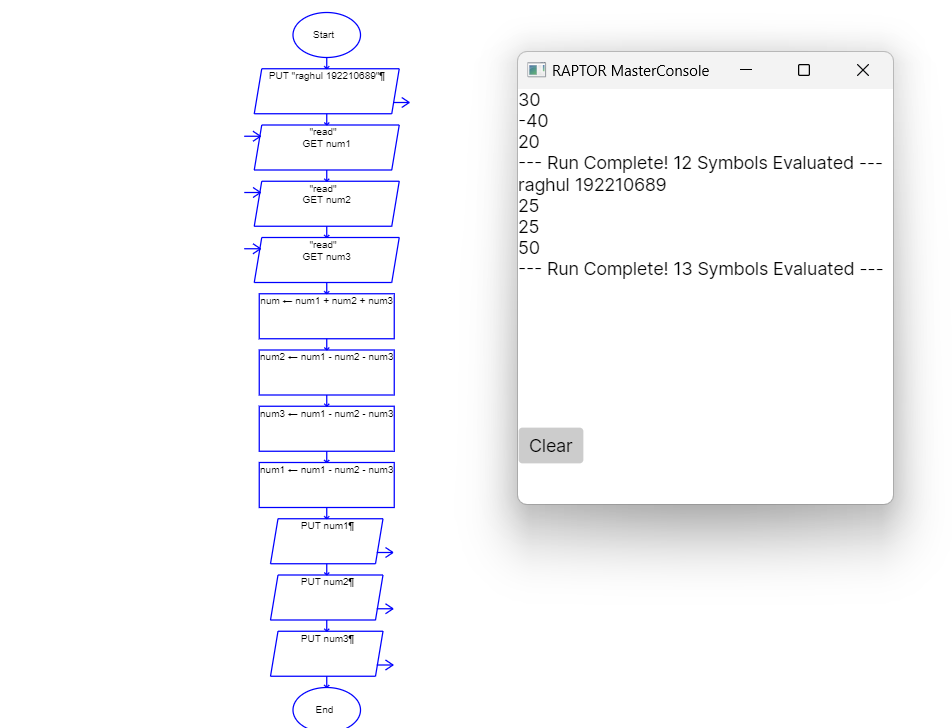 Start
PUT "raghul 192210689"¶
"read"
GET num1
"read"
GET num2
"read"
GET num3
num ← num1 + num2 + num3
num2 ← num1 - num2 - num3
num3 ← num1 - num2 - num3
num1 ← num1 - num2 - num3
PUT num1¶
PUT num2¶
PUT num3¶
End
RAPTOR MasterConsole
30
-40
20
--- Run Complete! 12 Symbols Evaluated ---
raghul 192210689
25
25
50
--- Run Complete! 13 Symbols Evaluated ---
Clear